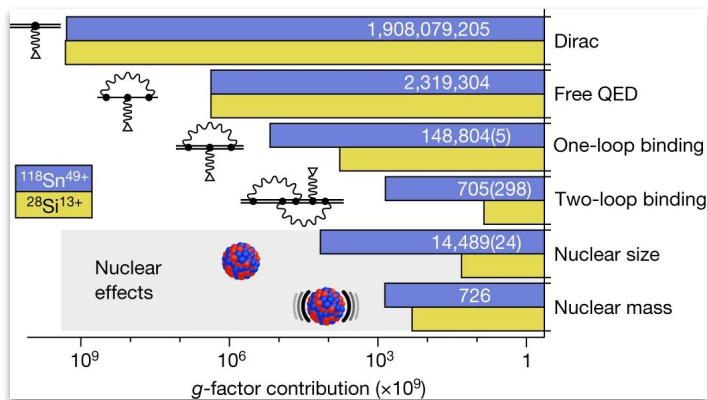 1,908,079,205
Dirac
2,319,304
Free QED
148,804(5)
One-loop binding
¹¹⁸Sn⁴⁹⁺
705(298)
Two-loop binding
²⁸Si¹³⁺
14,489(24)
Nuclear size
Nuclear
effects
726
Nuclear mass
10⁹ 10⁶ 10³ 1
g-factor contribution (×10⁹)